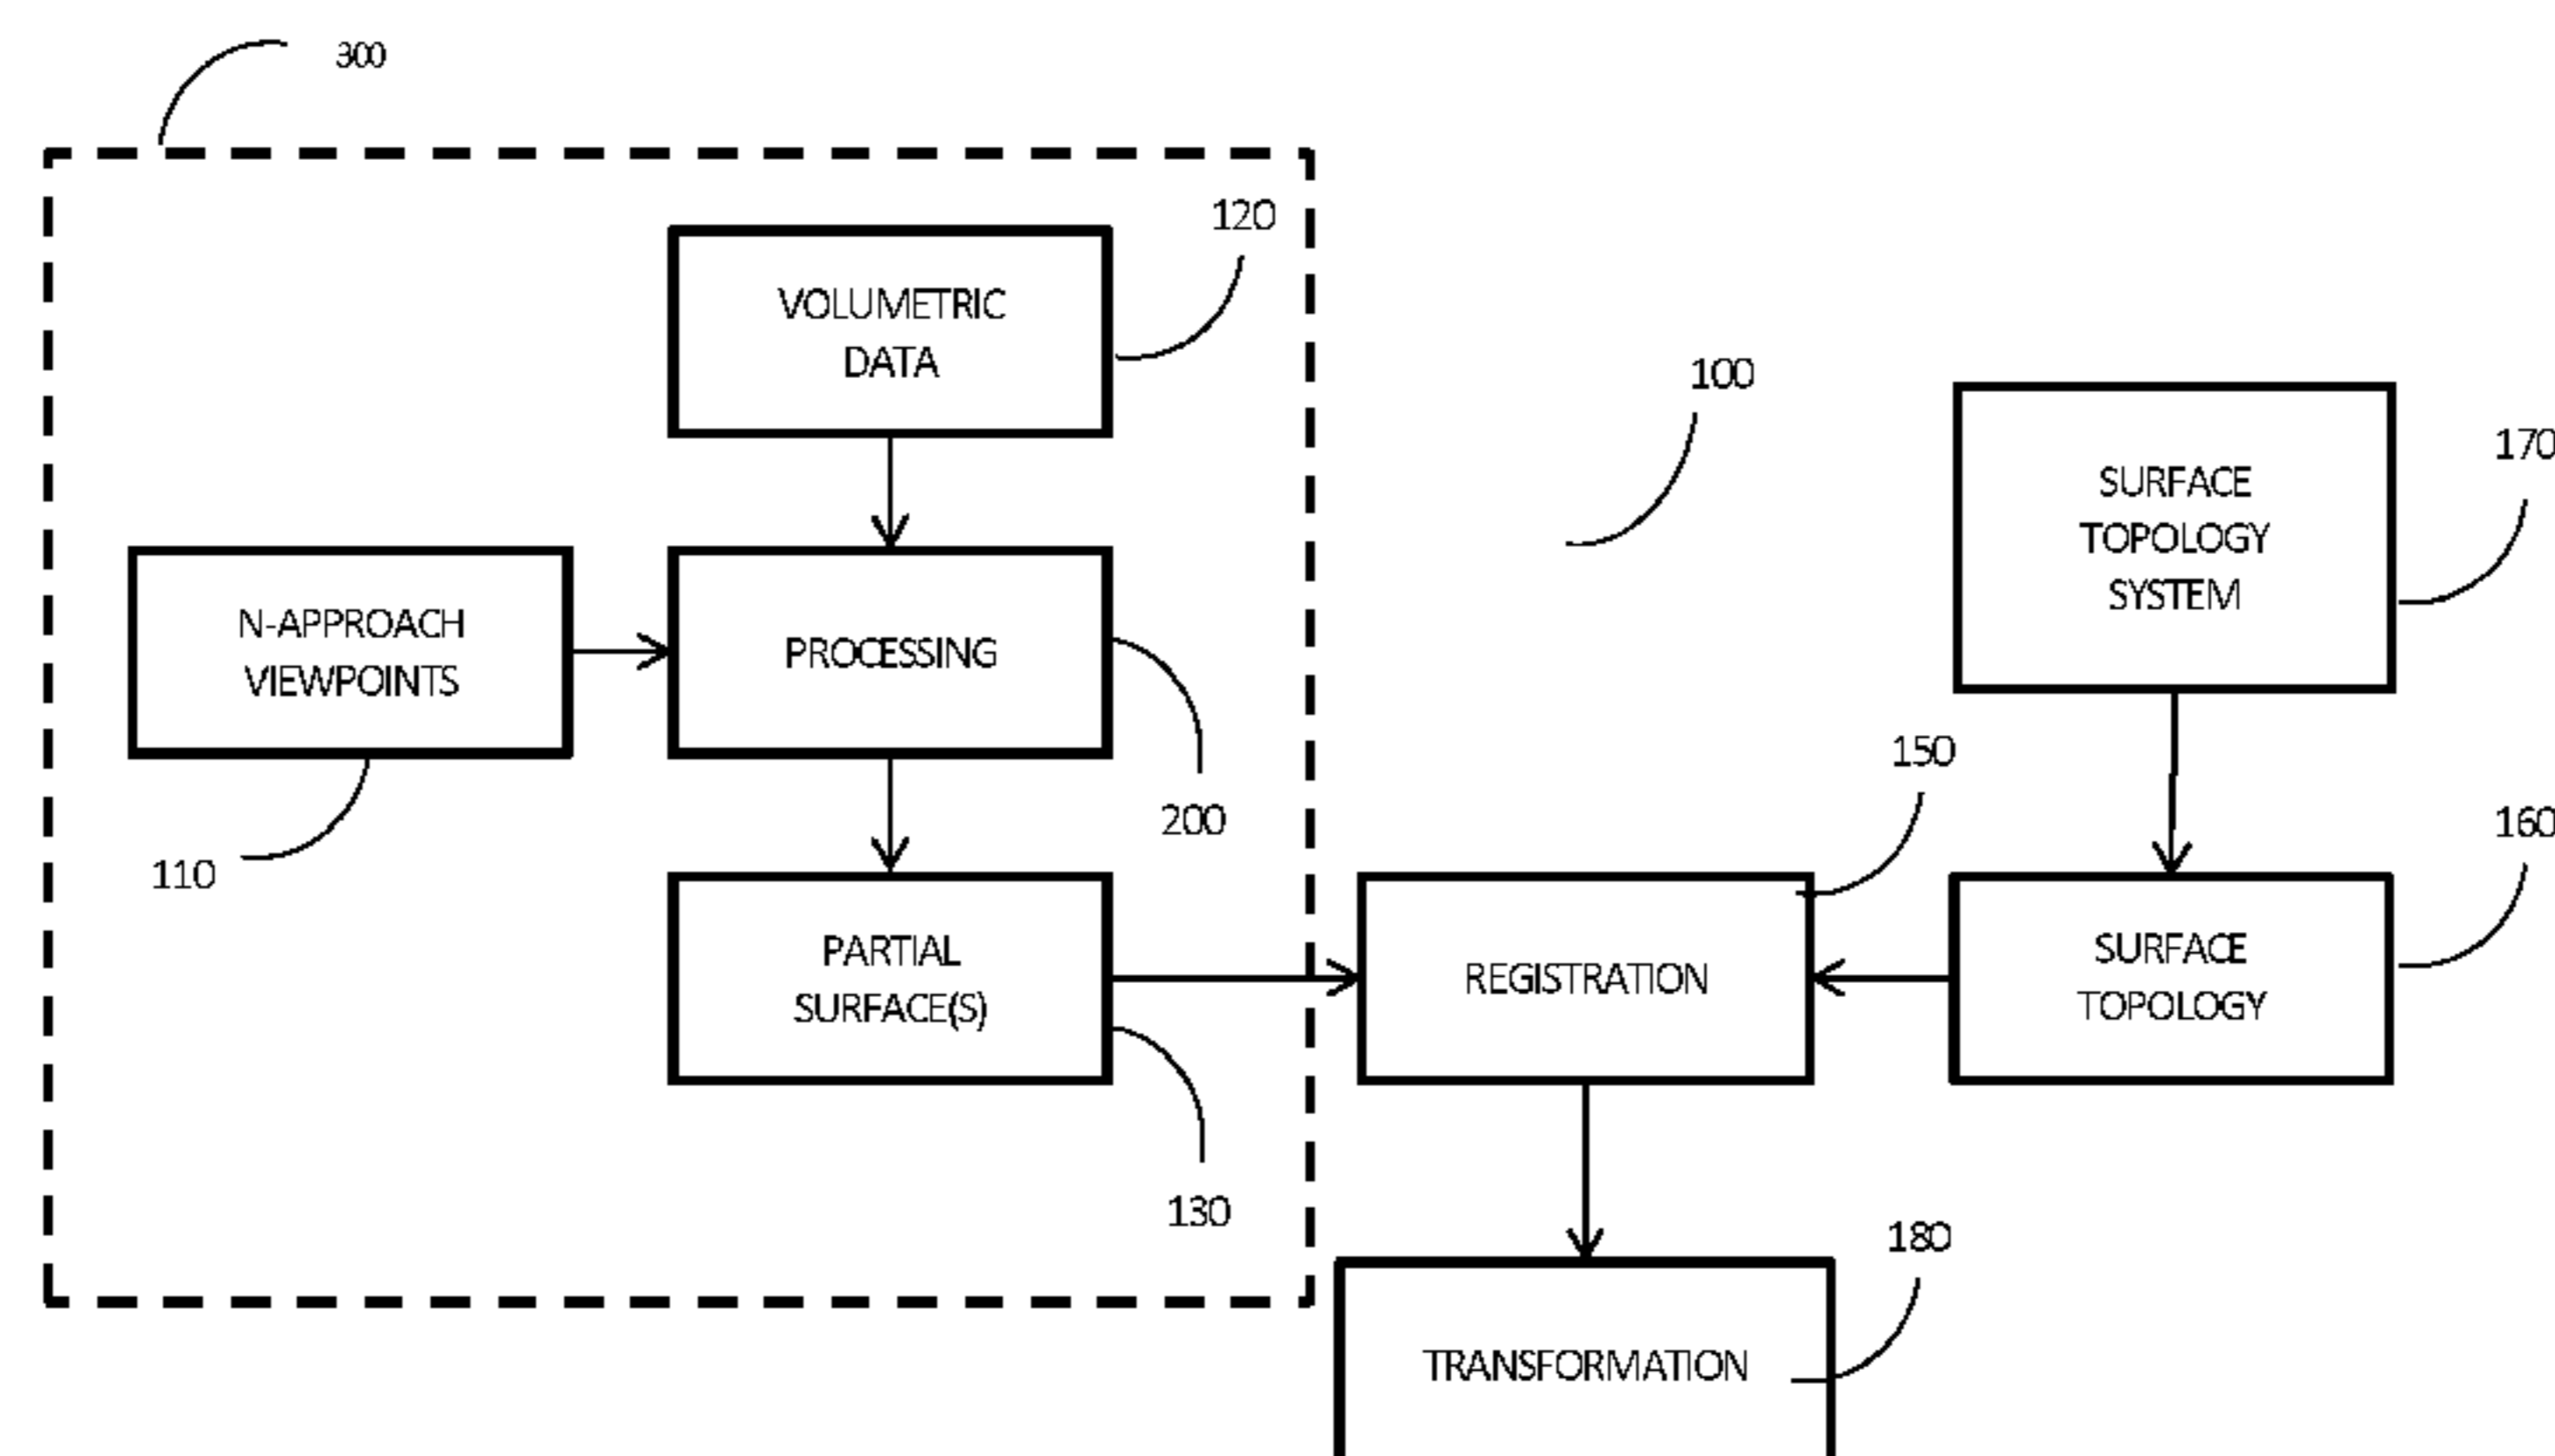 300
120
VOLUMETRIC
DATA
100
170
SURFACE
TOPOLOGY
SYSTEM
N-APPROACH
VIEWPOINTS
PROCESSING
150
200
160
110
PARTIAL
SURFACE(S)
REGISTRATION
SURFACE
TOPOLOGY
130
180
TRANSFORMATION